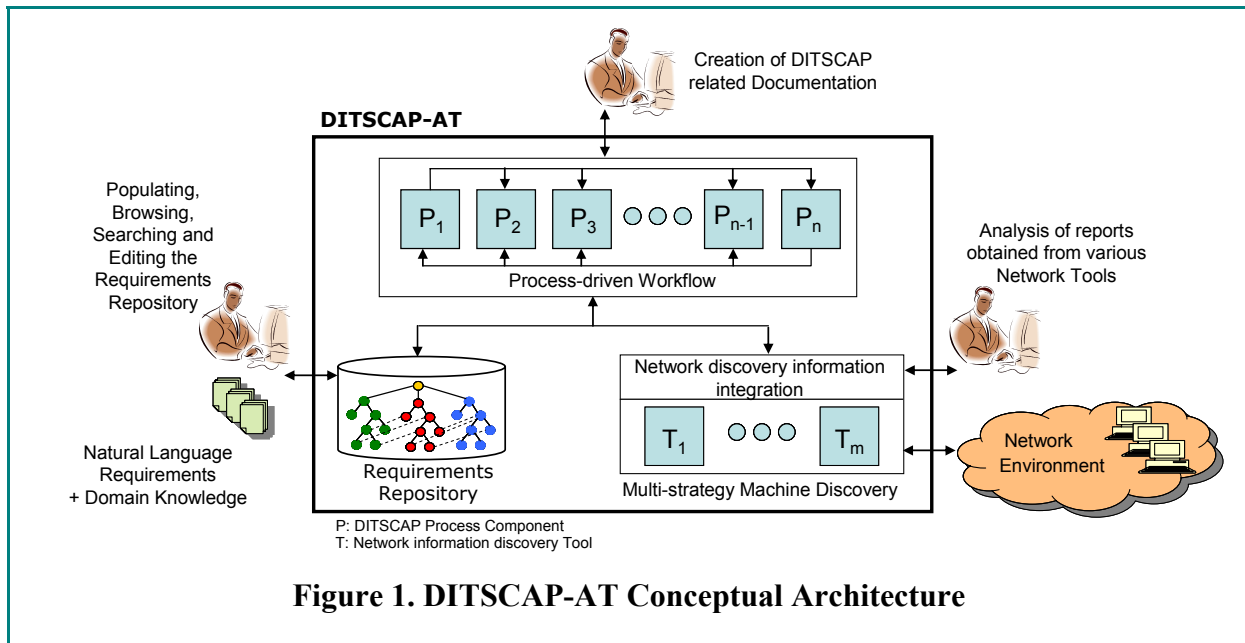 Creation of DITSCAP
related Documentation
DITSCAP-AT
Populating,
Browsing,
Searching and
Editing the
Requirements
Repository
P1
P2
P3
Pn-1
Pn
Process-driven Workflow
Analysis of reports
obtained from various
Network Tools
Natural Language
Requirements
+ Domain Knowledge
Requirements
Repository
Network discovery information
integration
T1
Tm
Multi-strategy Machine Discovery
Network
Environment
P: DITSCAP Process Component
T: Network information discovery Tool
Figure 1. DITSCAP-AT Conceptual Architecture